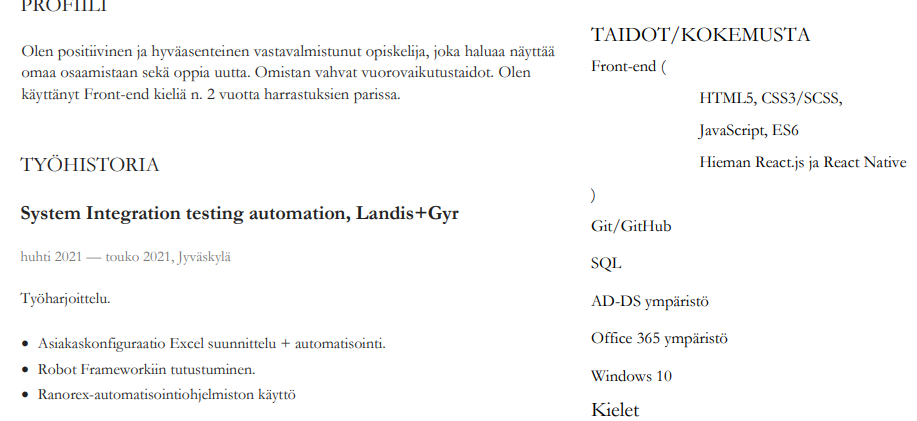 PROFIILI
Olen positiivinen ja hyväasenteinen vastavalmistunut opiskelija, joka haluaa näyttää
omaa osaamistaan sekä oppia uutta. Omistan vahvat vuorovaikutustaidot. Olen
käyttänyt Front-end kieliä n. 2 vuotta harrastuksien parissa.
TYÖHISTORIA
System Integration testing automation, Landis+Gyr
huhti 2021 — touko 2021, Jyväskylä
Työharjoittelu.
• Asiakaskonfiguraatio Excel suunnittelu + automatisointi.
• Robot Frameworkiin tutustuminen.
• Ranorex-automatisointiohjelmiston käyttö
TAIDOT/KOKEMUSTA
Front-end (
HTML5, CSS3/SCSS,
JavaScript, ES6
Hieman React.js ja React Native
)
Git/GitHub
SQL
AD-DS ympäristö
Office 365 ympäristö
Windows 10
Kielet